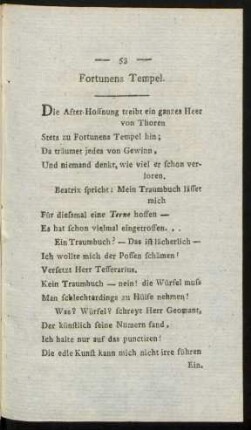 — 58 —
Fortunens Tempel.
Die After-Hoffnung treibt ein ganzes Heer
von Thoren
Stets zu Fortunens Tempel hin;
Da träumet jedes von Gewinn,
Und niemand denkt, wie viel er schon ver-
loren.
Beatrix spricht: Mein Traumbuch lässet
mich
Für diesmal eine Terne hoffen —
Es hat schon vielmal eingetroffen...
Ein Traumbuch? — Das ist lächerlich —
Ich wollte mich der Possen schämen!
Versetzt Herr Tesserarius.
Kein Traumbuch — nein! die Würfel muss
Man schlechterdings zu Hülfe nehmen!
Was? Würfel? schreyt Herr Geomant,
Der künstlich seine Numern fand,
Ich halte nur auf das punctiren!
Die edle Kunst kann mich nicht irre führen
Ein.